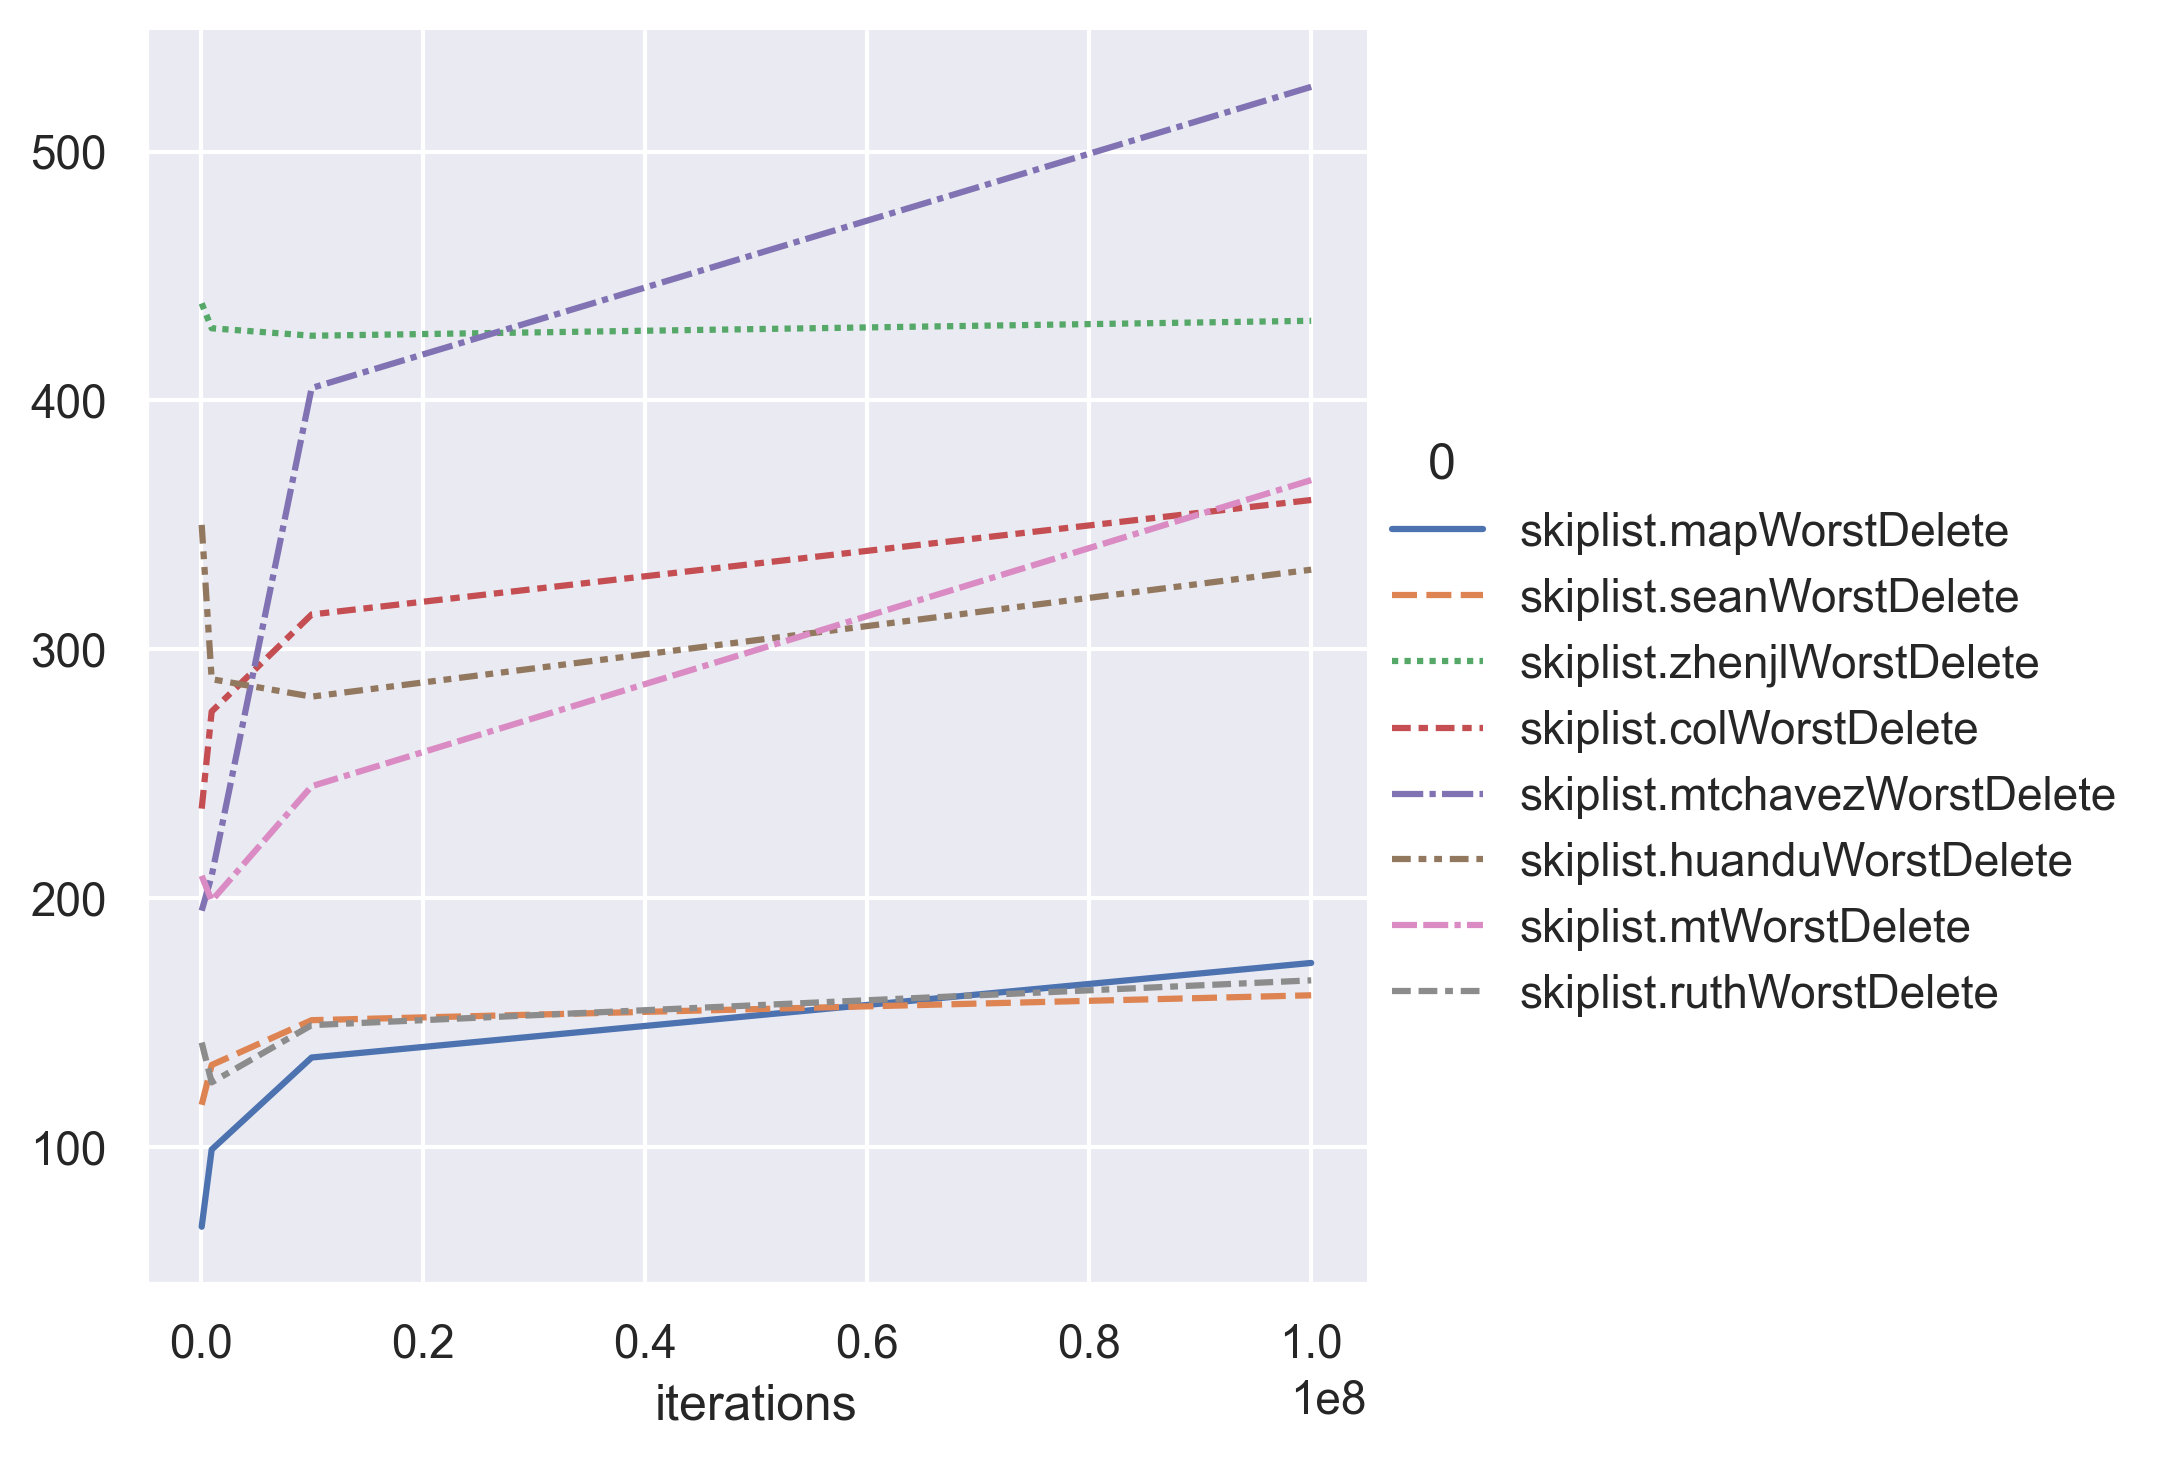 500
400
300
200
100
0.0 0.2 0.4 0.6 0.8 1.0
1e8
iterations
0
skiplist.mapWorstDelete
skiplist.seanWorstDelete
skiplist.zhenjlWorstDelete
skiplist.colWorstDelete
skiplist.mtchavezWorstDelete
skiplist.huanduWorstDelete
skiplist.mtWorstDelete
skiplist.ruthWorstDelete